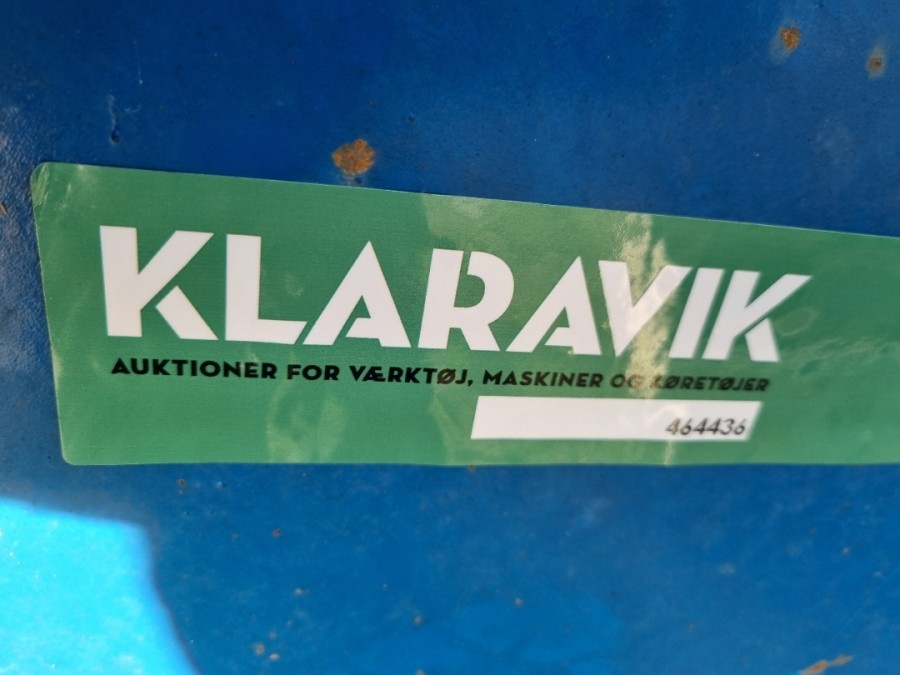 KLARAVIK
AUKTIONER FOR VÆRKTØJ, MASKINER OG KØRETØJER
464436